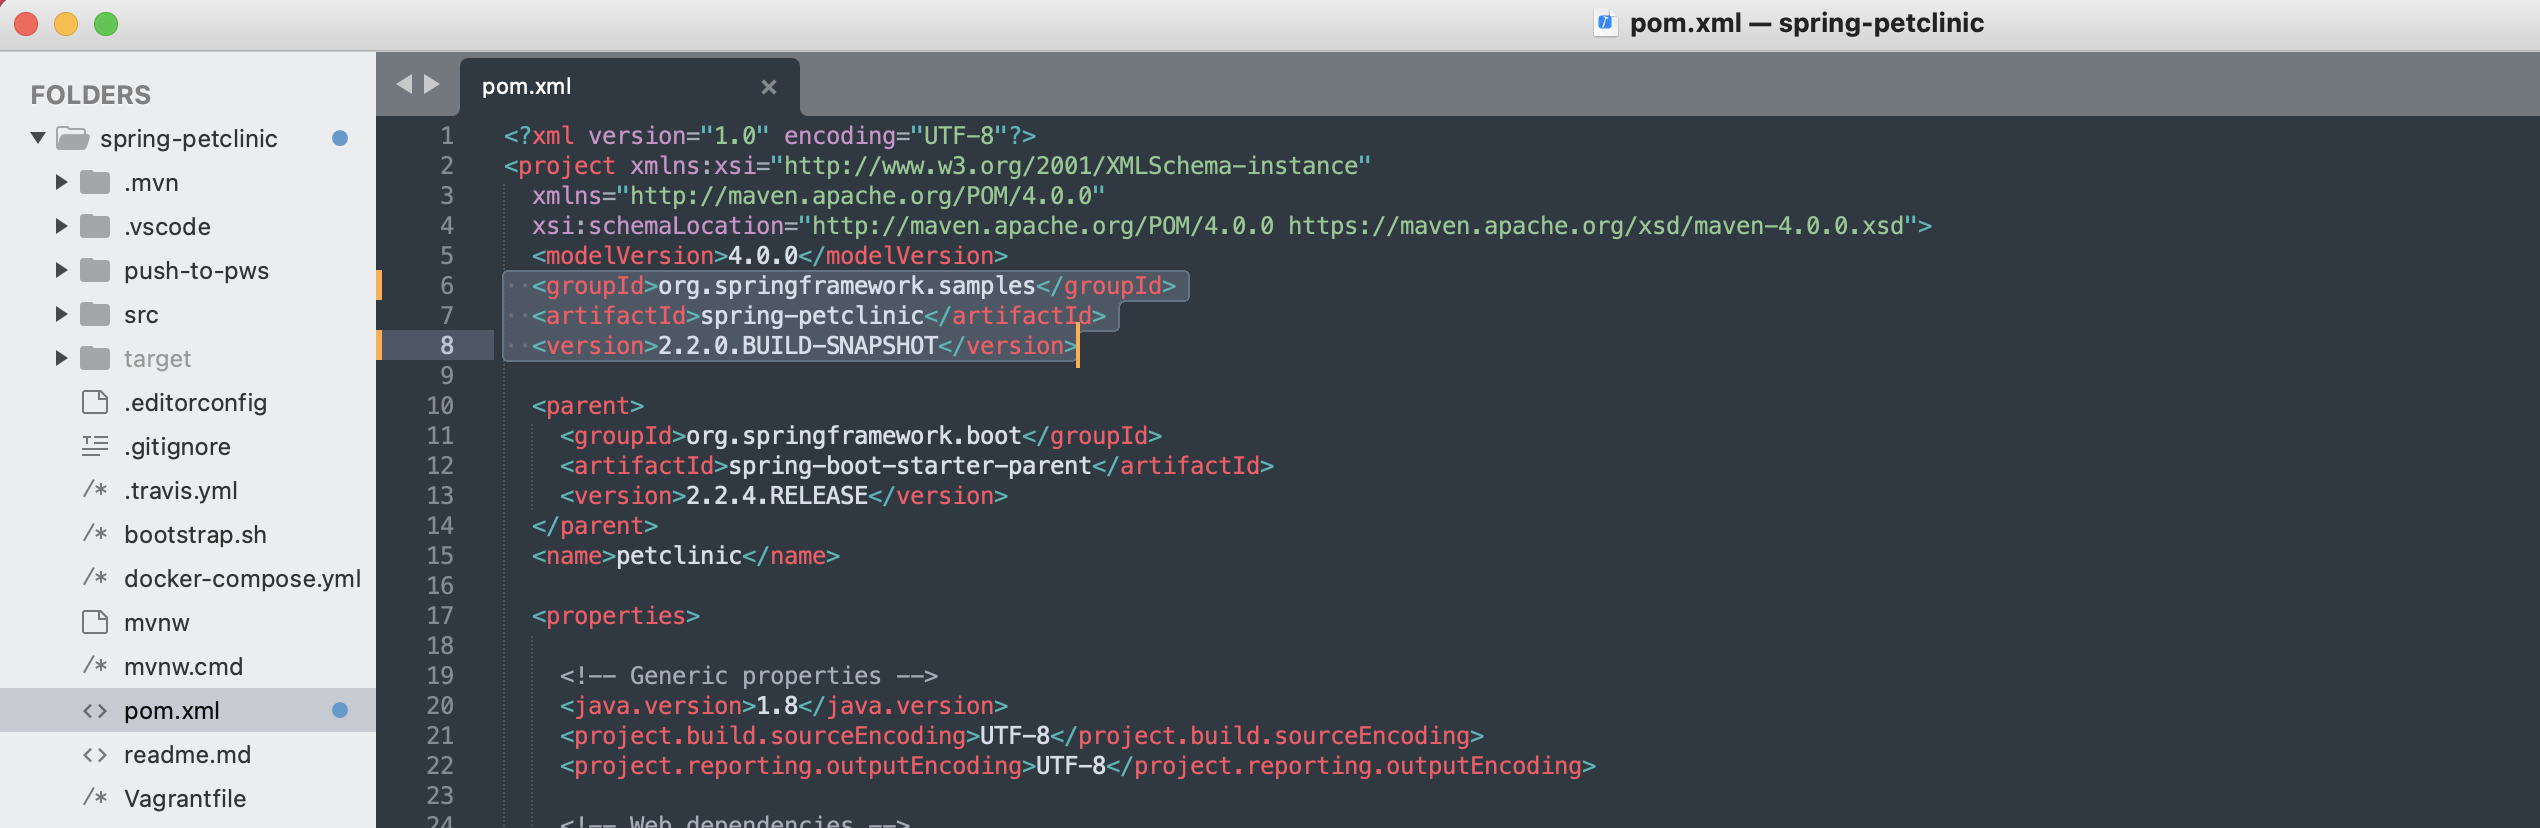 pom.xml — spring-petclinic
FOLDERS
spring-petclinic
.mvn
.vscode
push-to-pws
src
target
.editorconfig
.gitignore
.travis.yml
bootstrap.sh
docker-compose.yml
mvnw
mvnw.cmd
pom.xml
readme.md
Vagrantfile
pom.xml
1 <?xml version="1.0" encoding="UTF-8"?>
2 <project xmlns:xsi="http://www.w3.org/2001/XMLSchema-instance"
3 xmlns="http://maven.apache.org/POM/4.0.0"
4 xsi:schemaLocation="http://maven.apache.org/POM/4.0.0 https://maven.apache.org/xsd/maven-4.0.0.xsd">
5 <modelVersion>4.0.0</modelVersion>
6 <groupId>org.springframework.samples</groupId>
7 <artifactId>spring-petclinic</artifactId>
8 <version>2.2.0.BUILD-SNAPSHOT</version>
9
10 <parent>
11 <groupId>org.springframework.boot</groupId>
12 <artifactId>spring-boot-starter-parent</artifactId>
13 <version>2.2.4.RELEASE</version>
14 </parent>
15 <name>petclinic</name>
16
17 <properties>
18
19 <!-- Generic properties -->
20 <java.version>1.8</java.version>
21 <project.build.sourceEncoding>UTF-8</project.build.sourceEncoding>
22 <project.reporting.outputEncoding>UTF-8</project.reporting.outputEncoding>
23
24 <!-- Web dependencies -->